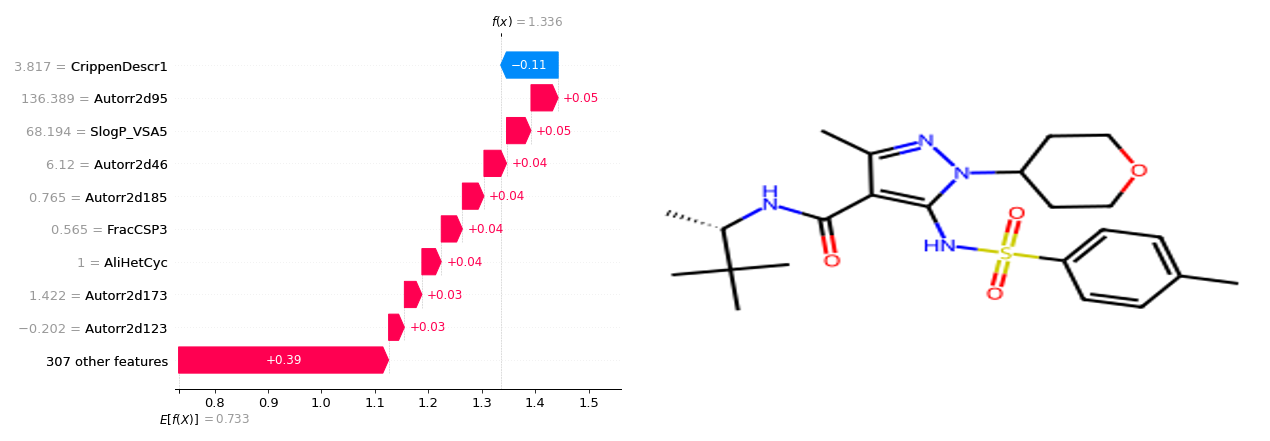 f(x) = 1.336
3.817 = CrippenDescr1
−0.11
136.389 = Autorr2d95
+0.05
68.194 = SlogP_VSA5
+0.05
6.12 = Autorr2d46
+0.04
0.765 = Autorr2d185
+0.04
0.565 = FracCSP3
+0.04
1 = AliHetCyc
+0.04
1.422 = Autorr2d173
+0.03
−0.202 = Autorr2d123
+0.03
307 other features
+0.39
0.8 0.9 1.0 1.1 1.2 1.3 1.4 1.5
E[f(X)] = 0.733
N
N
O
H
N
O
HN
S
O
O